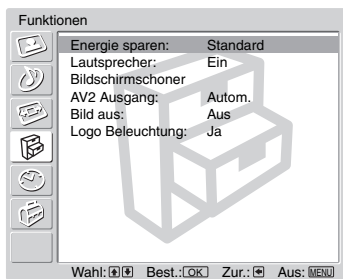 Funktionen
Energie sparen: Standard
Lautsprecher: Ein
Bildschirmschoner
AV2 Ausgang: Autom.
Bild aus: Aus
Logo Beleuchtung: Ja
Wahl: Best.: OK Zur.: Aus: MENU